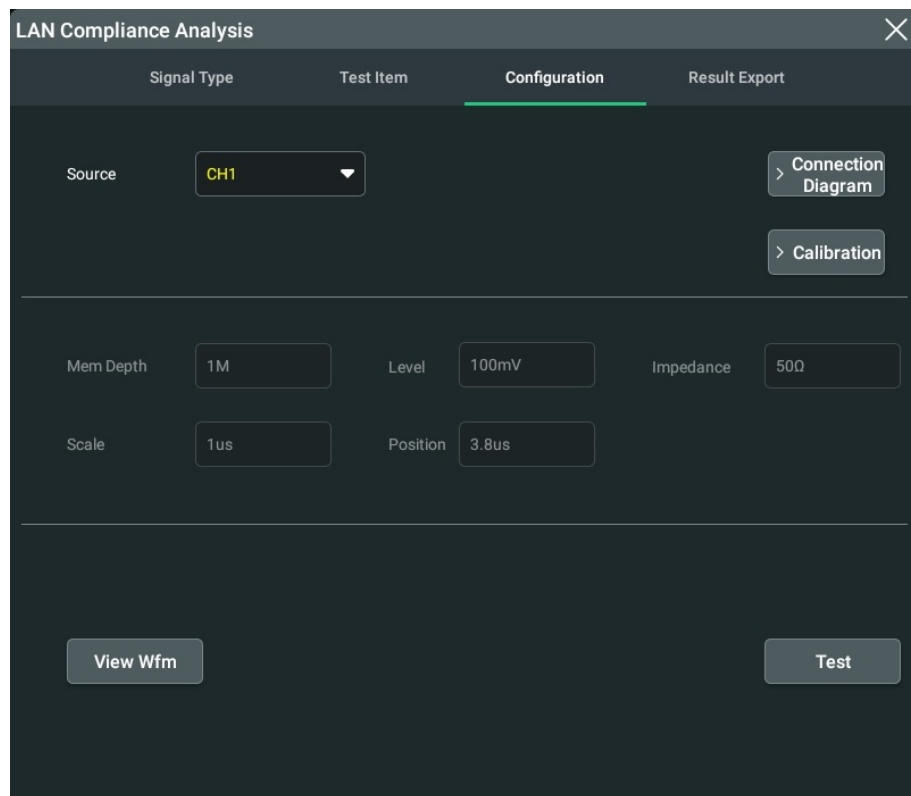 LAN Compliance Analysis
Signal Type Test Item Configuration Result Export
Source CH1
> Connection
Diagram
> Calibration
Mem Depth 1M Level 100mV Impedance 50Ω
Scale 1us Position 3.8us
View Wfm Test